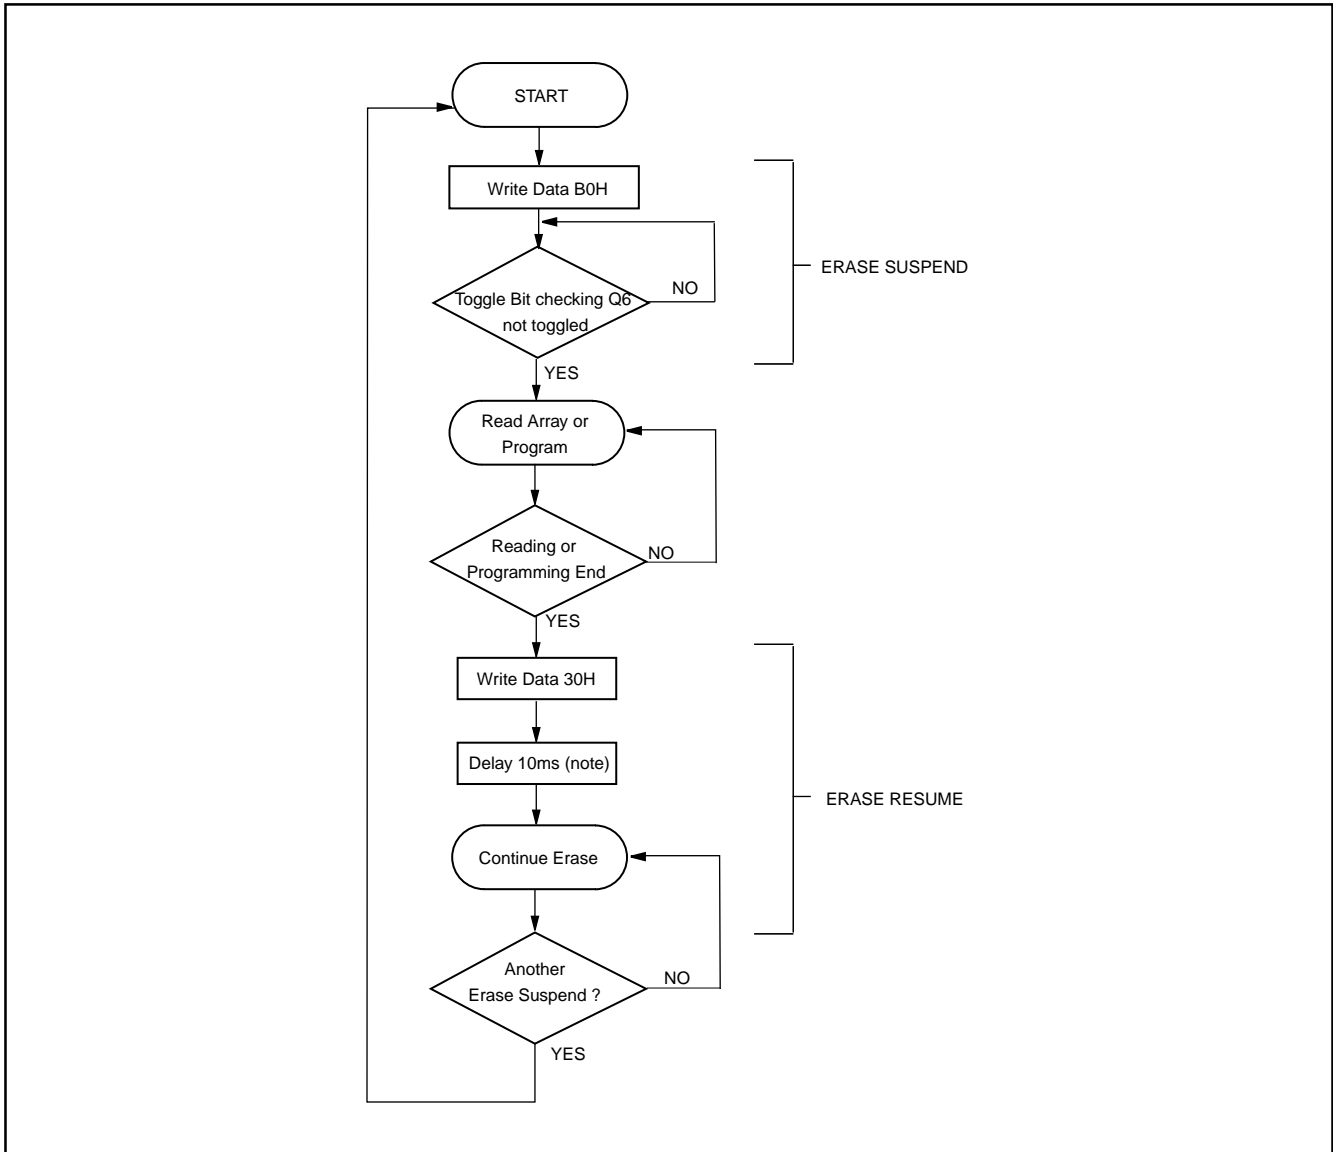 START
Write Data B0H
ERASE SUSPEND
NO
Toggle Bit checking Q6
not toggled
YES
Read Array or
Program
Reading or
NO
Programming End
YES
Write Data 30H
Delay 10ms (note)
ERASE RESUME
Continue Erase
Another
NO
Erase Suspend ?
YES